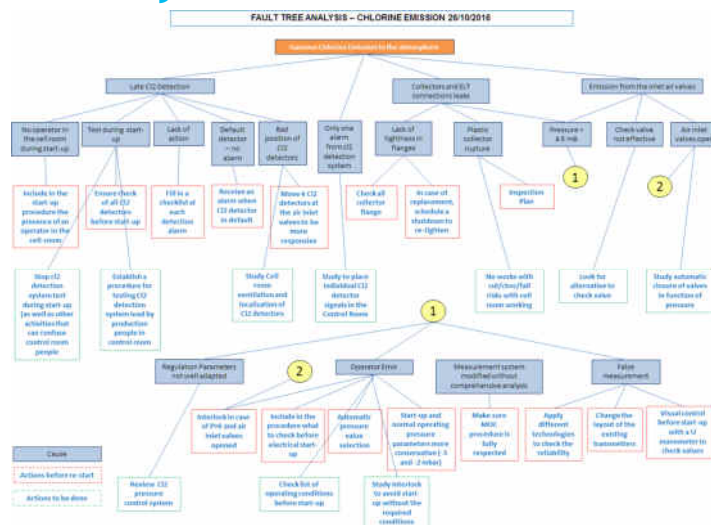 FAULT TREE ANALYSIS – CHLORINE EMISSION 26/10/2016
Chlorine Emission to the atmosphere
Late Cl2 Detection
Collectors and ELT
connections leak
Emission from the inlet air valves
No operator in
the cell room
during start-up
Test during start-
up
Lack of
action
Default
detector
= no
alarm
Bad
position of
Cl2
detectors
Only one
alarm
from cl2
detection
system
Lack of
tightness in
flanges
Plastic
collector
rupture
Pressure
Check valve
not effective
Air inlet
valves open
1
2
Include in the
start-up
procedure the
presence of an
operator in the
cell-room
Ensure check
of all Cl2
detectors
before start-up
Fill in a
checklist at
each
detection
alarm
Receive an
alarm when
Cl2 detector
in default
Move 4 Cl2
detectors at
the air inlet
valves to be
more
responsive
Check all
collector
flange
In case of
replacement,
schedule a
shutdown to
re-tighten
Inspection
Plan
Stop cl2
detection
system test
during start up
(as well as other
activities that
can confuse
control room
people
Establish a
procedure for
testing Cl2
detection
system lead by
production
people in
control room
Study Cell
room
ventilation and
localisation of
Cl2 detectors
Study to place
individual Cl2
detector
signals in the
Control Room
No works with
risks with
cell room working
Look for
alternative to
check valve
Study automatic
closure of valves
in function of
pressure
1
Regulation Parameters
not well adapted
2
Operator Error
Measurement system
modified without
comprehensive analysis
False
measurement
Interlock in case
of P>6 and air
inlet valves
opened
Include in the
procedure what
to check before
electrical start-
up
Automatic
pressure
value
selection
Start-up and
normal operating
pressure
parameters more
conservative (-3
and -2 mbar)
Make sure
MOC
procedure is
fully
respected
Apply
different
technologies
to check the
reliability
Change the
layout of the
existing
transmitters
Visual control
before start-up
with a U
manometer to
check values
Review Cl2
pressure
control system
Check list of
operating conditions
before start-up
Study interlock
to avoid start-up
without the
required
conditions
Cause
Actions before re-start
Actions to be done